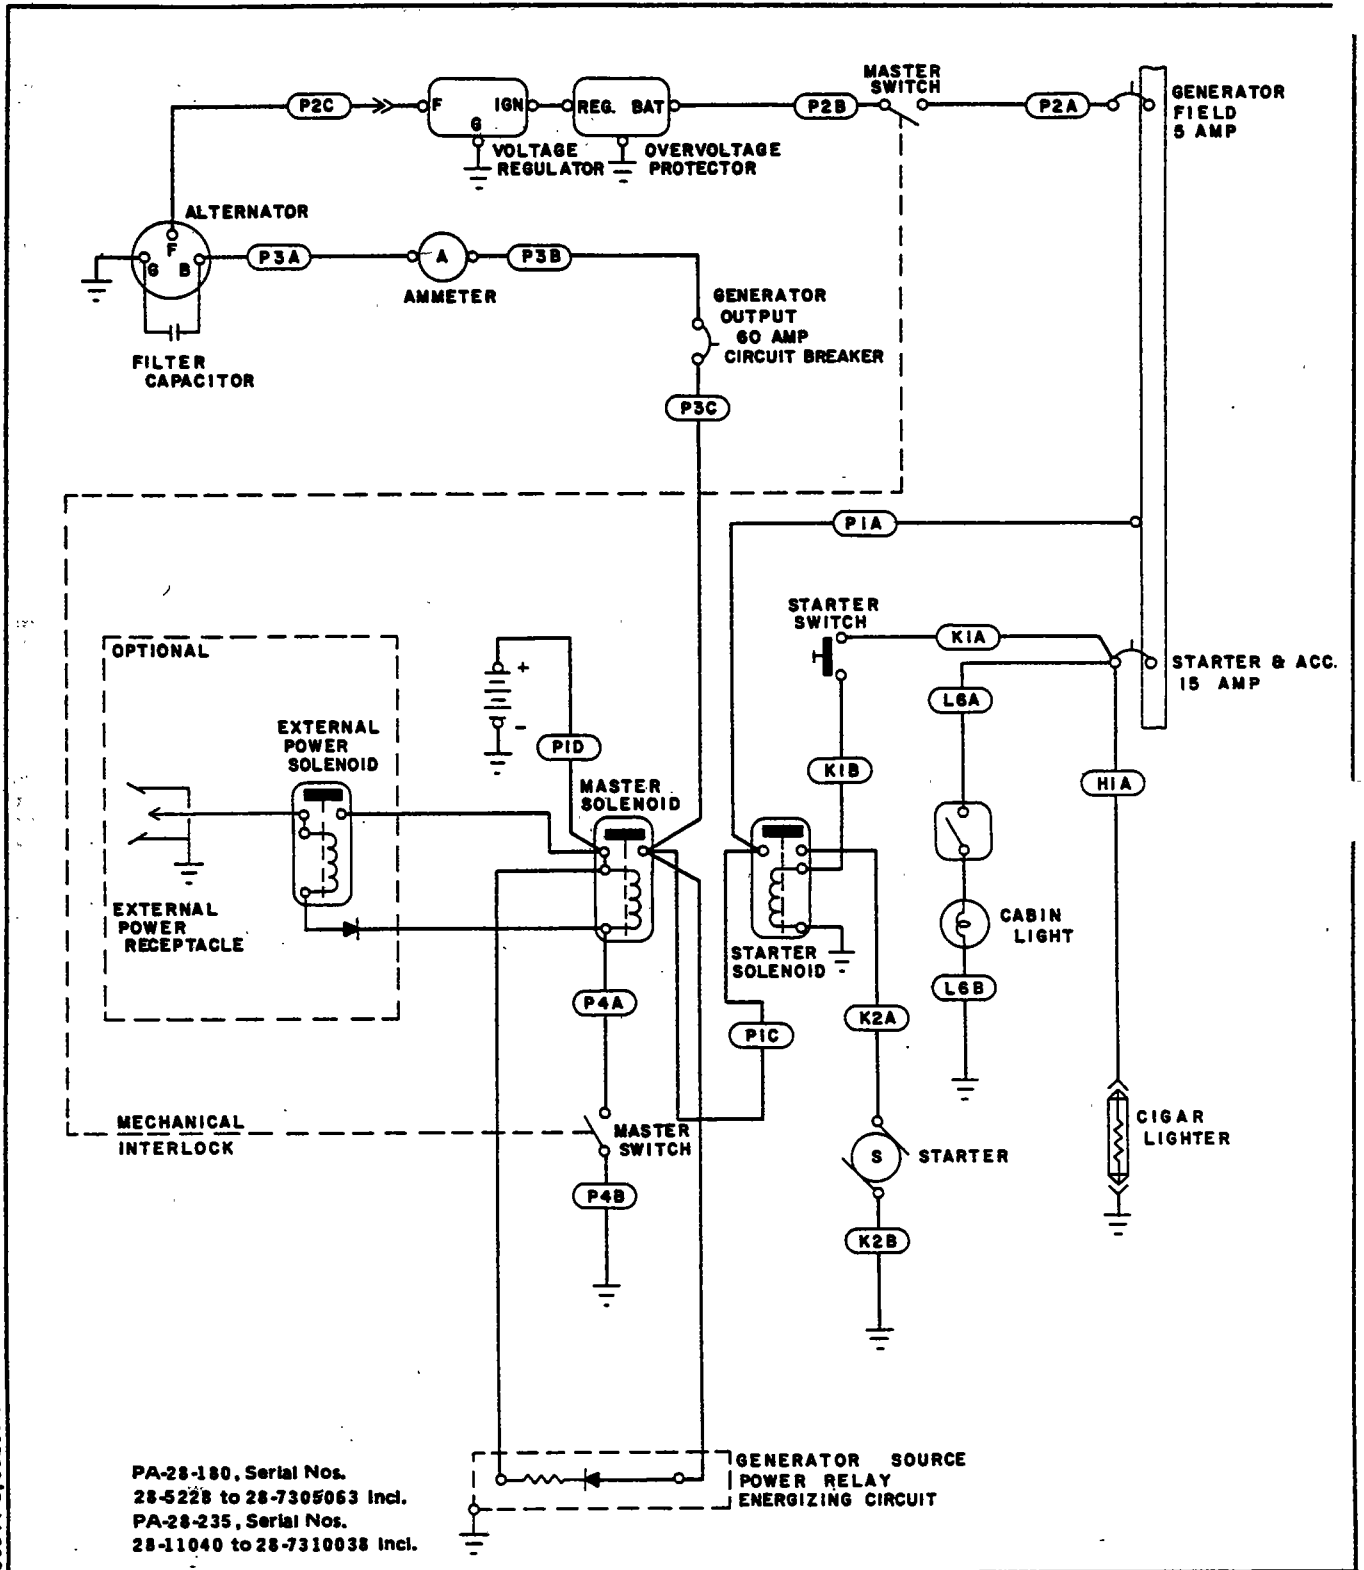 MASTER
SWITCH
P2C
F
IGN
G
REG.
BAT
P2B
P2A
GENERATOR
FIELD
5 AMP
VOLTAGE
REGULATOR
OVERVOLTAGE
PROTECTOR
ALTERNATOR
F
G
B
P3A
A
P3B
AMMETER
GENERATOR
OUTPUT
60 AMP
CIRCUIT BREAKER
FILTER
CAPACITOR
P3C
P1A
STARTER
SWITCH
K1A
OPTIONAL
+
-
STARTER & ACC.
15 AMP
L6A
EXTERNAL
POWER
SOLENOID
P1D
K1B
H1A
MASTER
SOLENOID
EXTERNAL
POWER
RECEPTACLE
CABIN
LIGHT
STARTER
SOLENOID
L6B
P4A
P1C
K2A
MECHANICAL
INTERLOCK
MASTER
SWITCH
S
STARTER
CIGAR
LIGHTER
P4B
K2B
GENERATOR SOURCE
POWER RELAY
ENERGIZING CIRCUIT
PA-28-180, Serial Nos.
28-5228 to 28-7305063 incl.
PA-28-235, Serial Nos.
28-11040 to 28-7310038 incl.